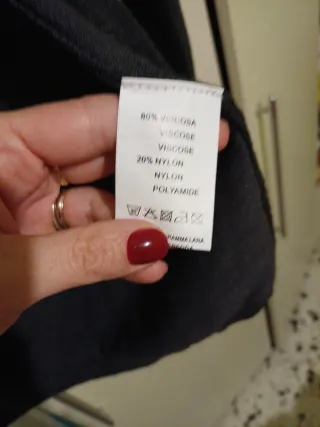 80% VISCOSA
VISCOSE
VISCOSE
20% NYLON
NYLON
POLYAMIDE